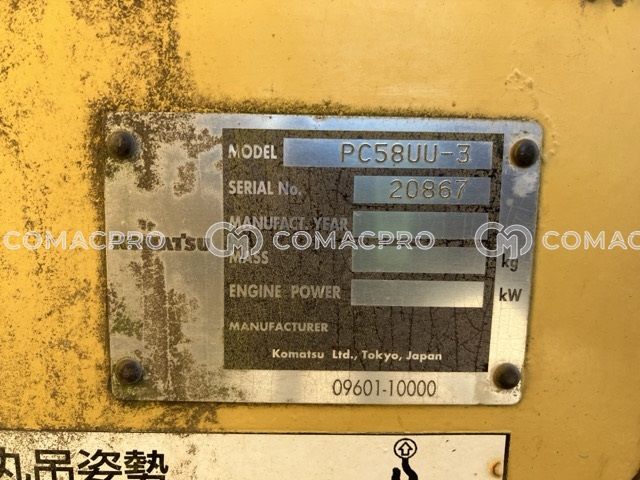 MODEL PC58UU-3
SERIAL No. 20867
MANUFACT. YEAR
COMACPRO COMACPRO COMACPRO
KOMATSU
MASS kg
ENGINE POWER kW
MANUFACTURER
Komatsu Ltd., Tokyo, Japan
09601-10000
吊姿勢